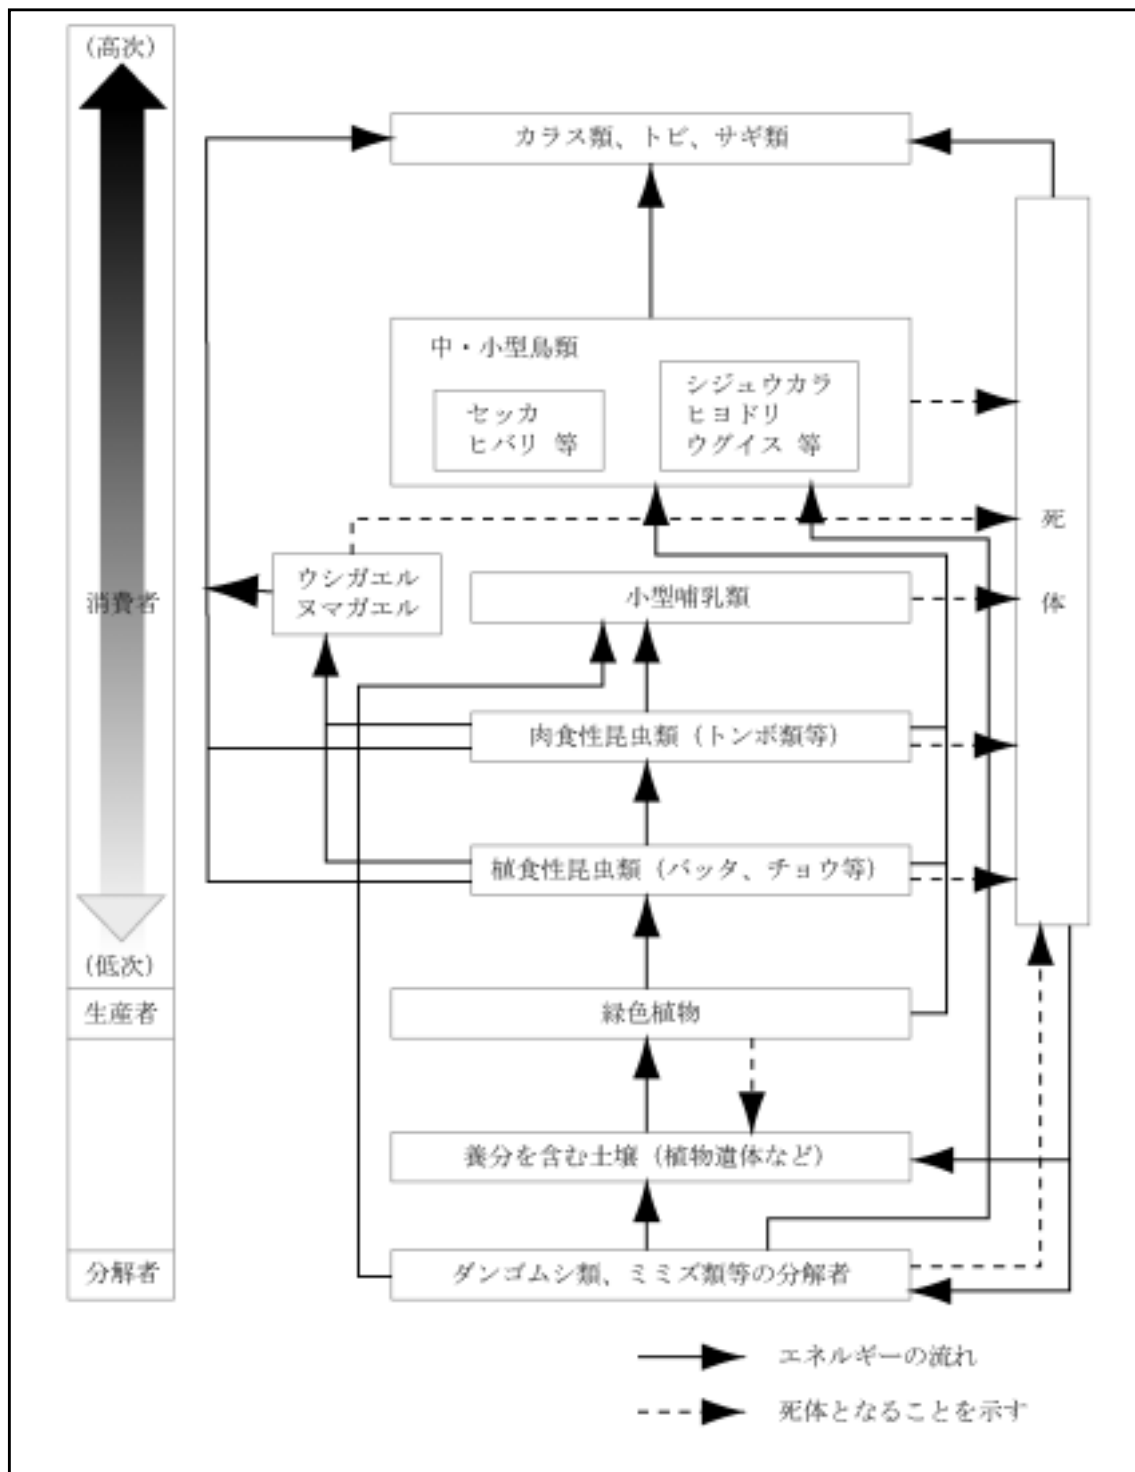 (高次)
カラス類、トビ、サギ類
中・小型鳥類
シジュウカラ
ヒヨドリ
ウグイス 等
セッカ
ヒバリ 等
死
体
ウシガエル
ヌマガエル
小型哺乳類
消費者
肉食性昆虫類（トンボ類等）
植食性昆虫類（バッタ、チョウ等）
(低次)
生産者
緑色植物
養分を含む土壌（植物遺体など）
分解者
ダンゴムシ類、ミミズ類等の分解者
エネルギーの流れ
死体となることを示す